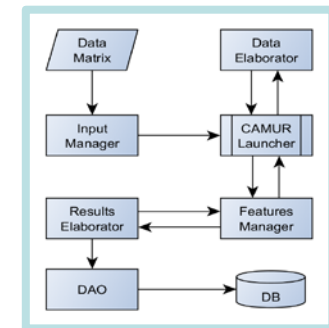 Data
Matrix
Data
Elaborator
Input
Manager
CAMUR
Launcher
Results
Elaborator
Features
Manager
DAO
DB